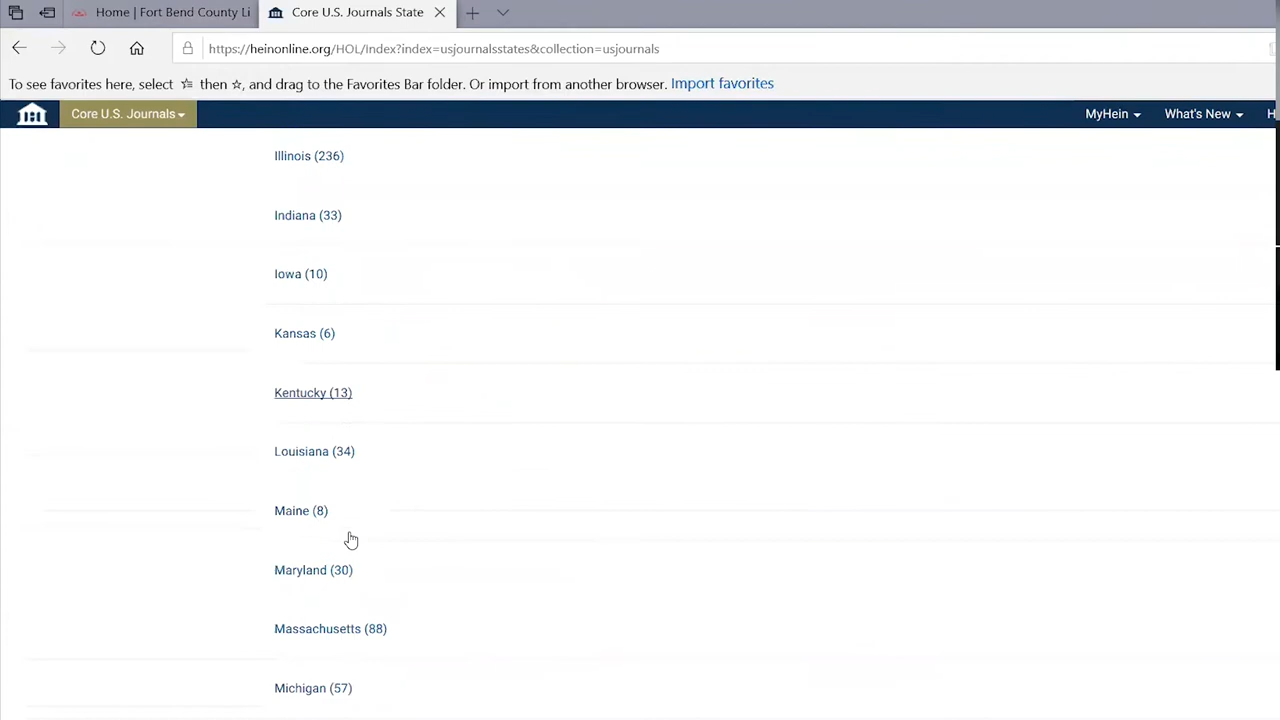 Home | Fort Bend County Li
Core U.S. Journals State
https://heinonline.org/HOL/Index?index=usjournalsstates&collection=usjournals
To see favorites here, select then ☆, and drag to the Favorites Bar folder. Or import from another browser. Import favorites
Core U.S. Journals
MyHein
What's New
H
Illinois (236)
Indiana (33)
Iowa (10)
Kansas (6)
Kentucky (13)
Louisiana (34)
Maine (8)
Maryland (30)
Massachusetts (88)
Michigan (57)